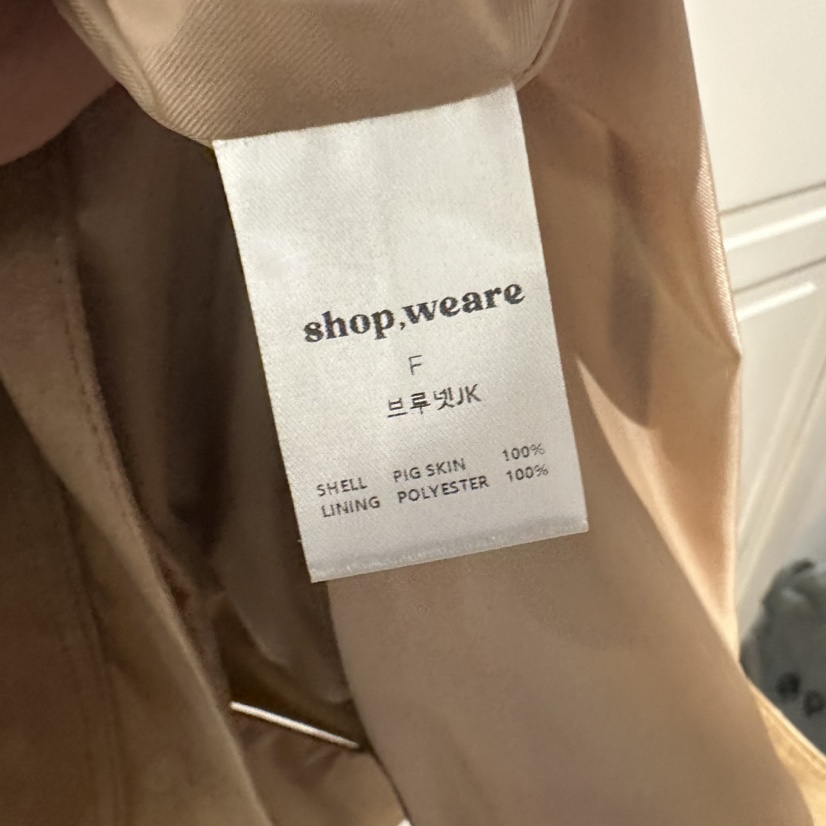 shop,weare
F
브루넷JK
SHELL PIG SKIN 100%
LINING POLYESTER 100%